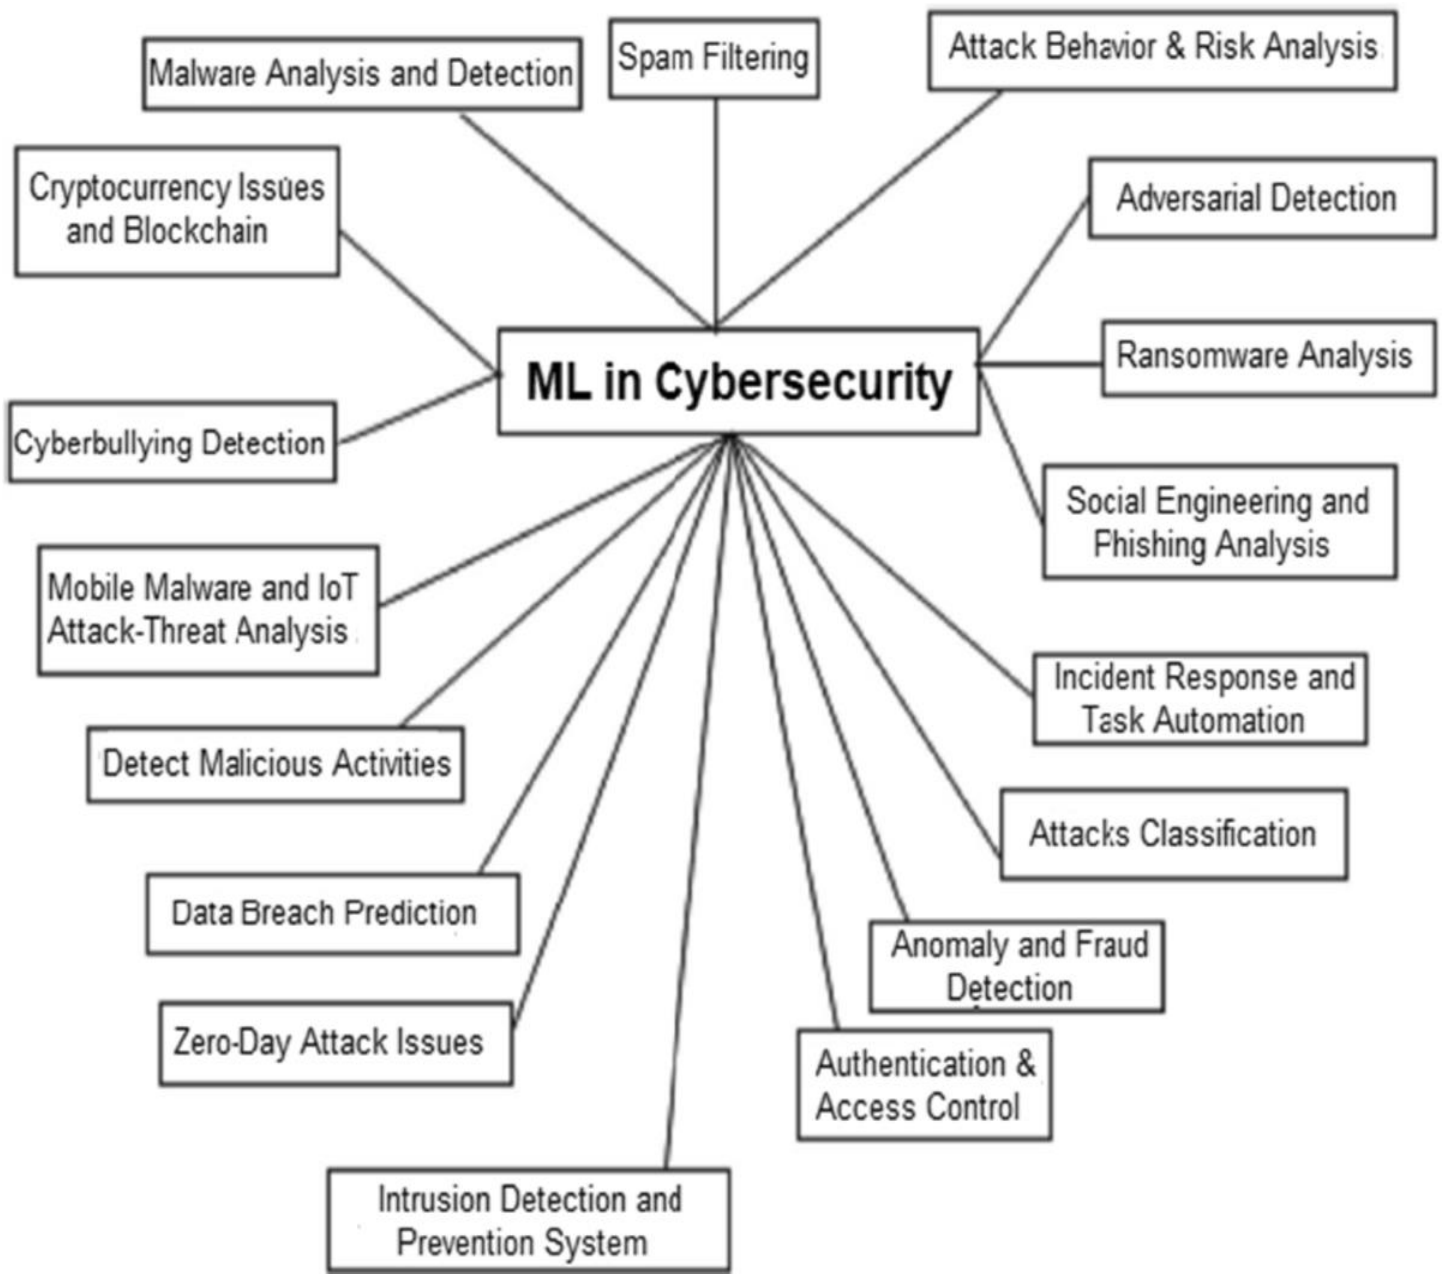 Malware Analysis and Detection
Spam Filtering
Attack Behavior & Risk Analysis
Cryptocurrency Issues
and Blockchain
Adversarial Detection
Ransomware Analysis
ML in Cybersecurity
Cyberbullying Detection
Social Engineering and
Phishing Analysis
Mobile Malware and IoT
Attack-Threat Analysis
Incident Response and
Task Automation
Detect Malicious Activities
Attacks Classification
Data Breach Prediction
Anomaly and Fraud
Detection
Zero-Day Attack Issues
Authentication &
Access Control
Intrusion Detection and
Prevention System